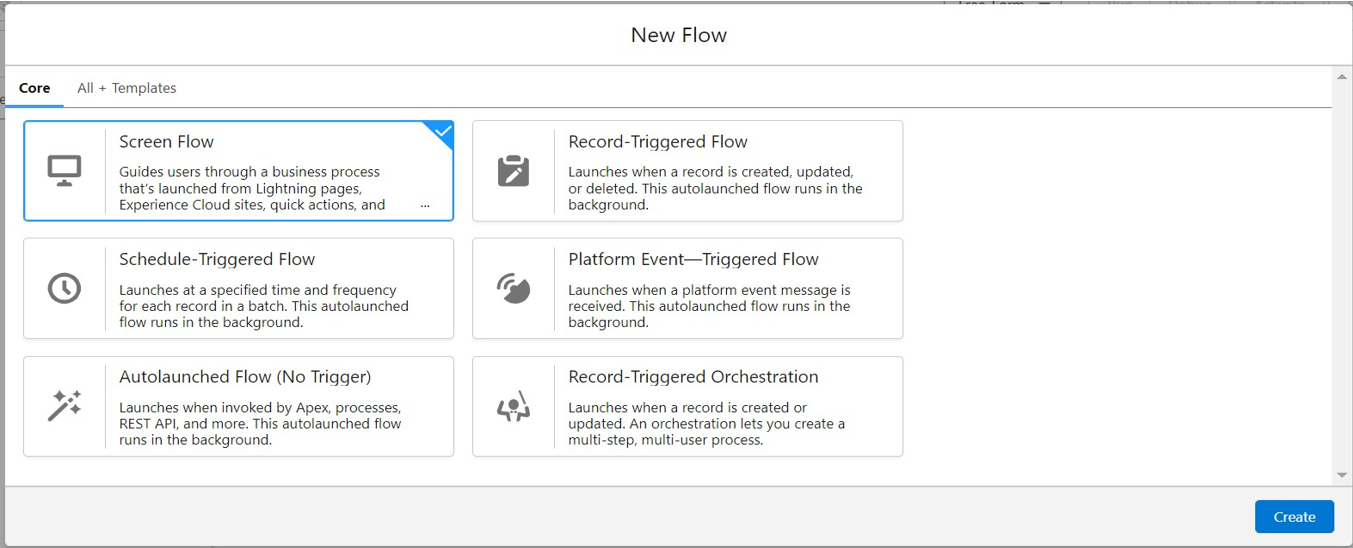 New Flow
Core
All + Templates
Screen Flow
Guides users through a business process
that's launched from Lightning pages,
Experience Cloud sites, quick actions, and ...
Record-Triggered Flow
Launches when a record is created, updated,
or deleted. This autolaunched flow runs in the
background.
Schedule-Triggered Flow
Launches at a specified time and frequency
for each record in a batch. This autolaunched
flow runs in the background.
Platform Event—Triggered Flow
Launches when a platform event message is
received. This autolaunched flow runs in the
background.
Autolaunched Flow (No Trigger)
Launches when invoked by Apex, processes,
REST API, and more. This autolaunched flow
runs in the background.
Record-Triggered Orchestration
Launches when a record is created or
updated. An orchestration lets you create a
multi-step, multi-user process.
Create